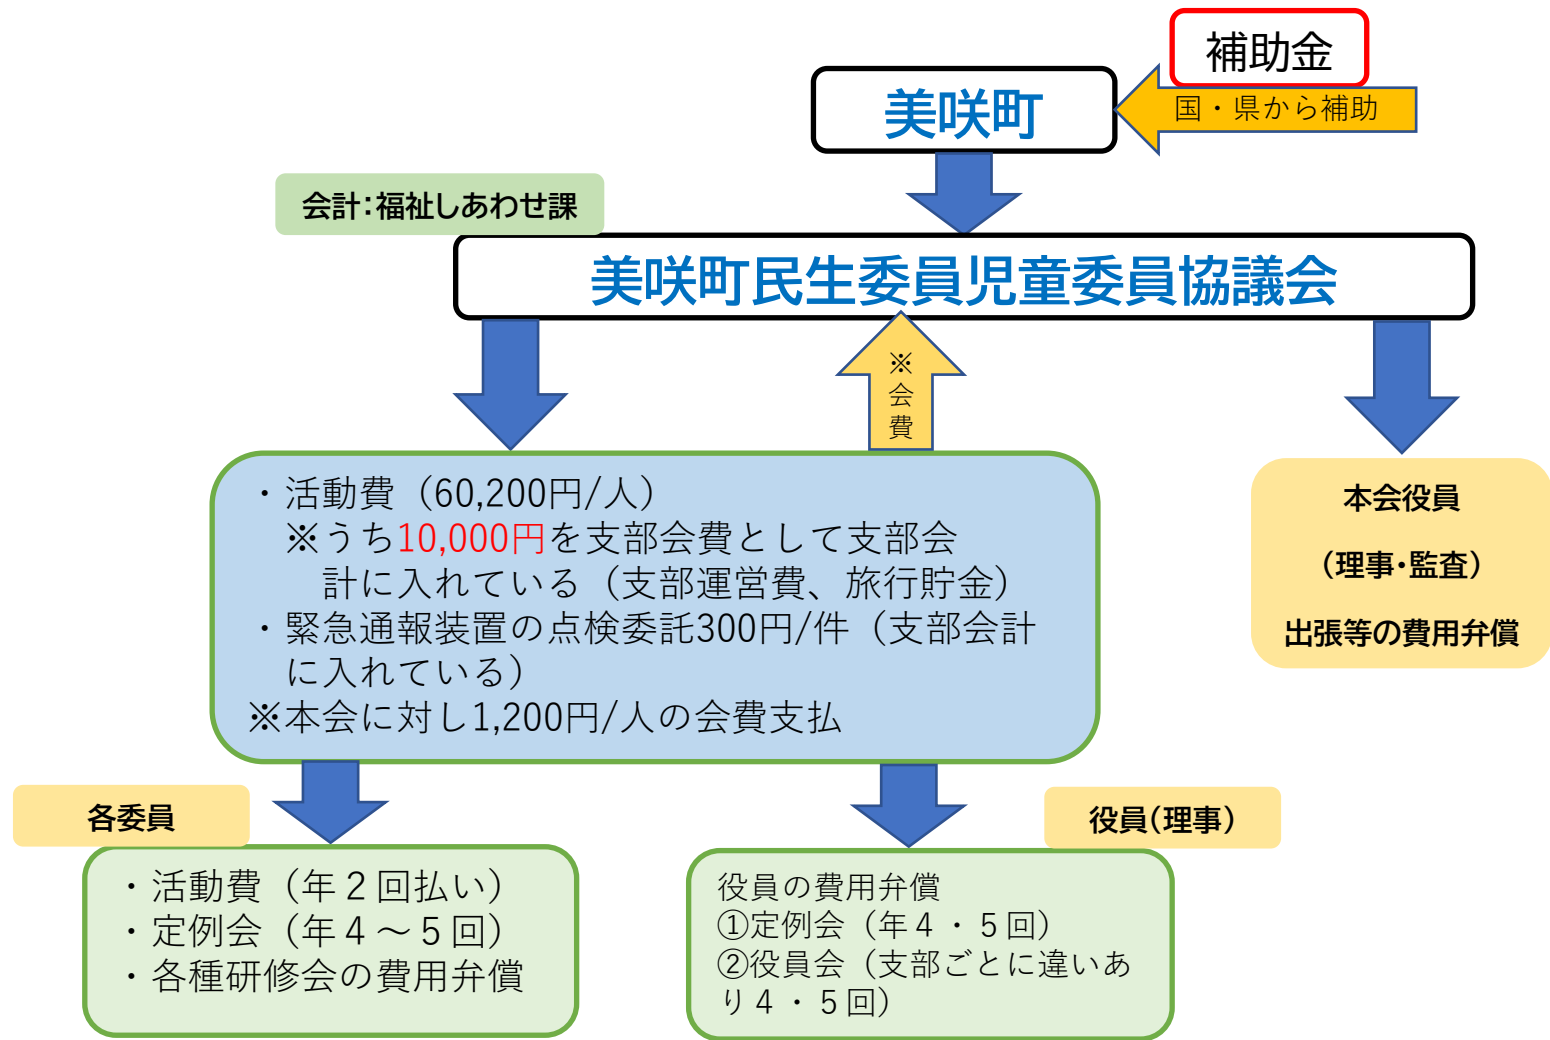 補助金
美咲町
国・県から補助
会計：福祉しあわせ課
美咲町民生委員児童委員協議会
※会費
・活動費（60,200円/人）
※うち10,000円を支部会費として支部会
計に入れている（支部運営費、旅行貯金）
・緊急通報装置の点検委託300円/件（支部会計
に入れている）
※本会に対し1,200円/人の会費支払
本会役員
（理事・監査）
出張等の費用弁償
各委員
・活動費（年２回払い）
・定例会（年４～５回）
・各種研修会の費用弁償
役員（理事）
役員の費用弁償
①定例会（年４・５回）
②役員会（支部ごとに違いあ
り４・５回）